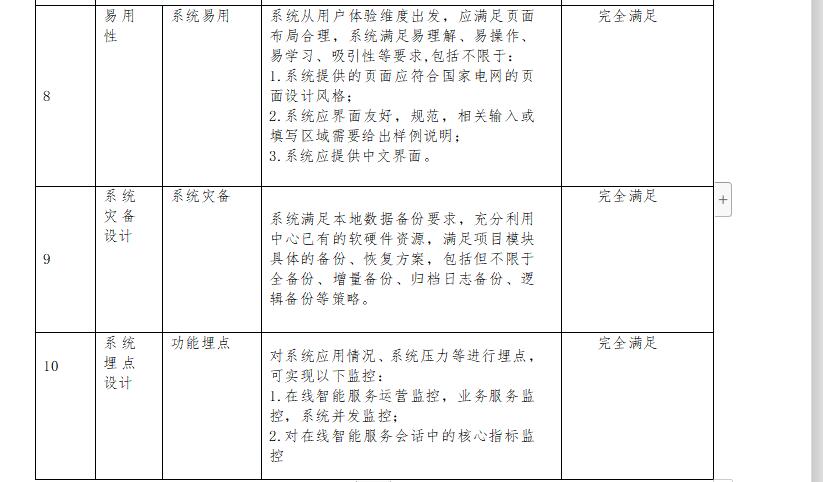 8
易用
性
系统易用
系统从用户体验维度出发，应满足页面
布局合理，系统满足易理解、易操作、
易学习、吸引性等要求,包括不限于：
1.系统提供的页面应符合国家电网的页
面设计风格；
2.系统应界面友好，规范，相关输入或
填写区域需要给出样例说明；
3.系统应提供中文界面。
完全满足
9
系统
灾备
设计
系统灾备
系统满足本地数据备份要求，充分利用
中心已有的软硬件资源，满足项目模块
具体的备份、恢复方案，包括但不限于
全备份、增量备份、归档日志备份、逻
辑备份等策略。
完全满足
10
系统
埋点
设计
功能埋点
对系统应用情况、系统压力等进行埋点，
可实现以下监控：
1.在线智能服务运营监控，业务服务监
控，系统并发监控；
2.对在线智能服务会话中的核心指标监
控
完全满足